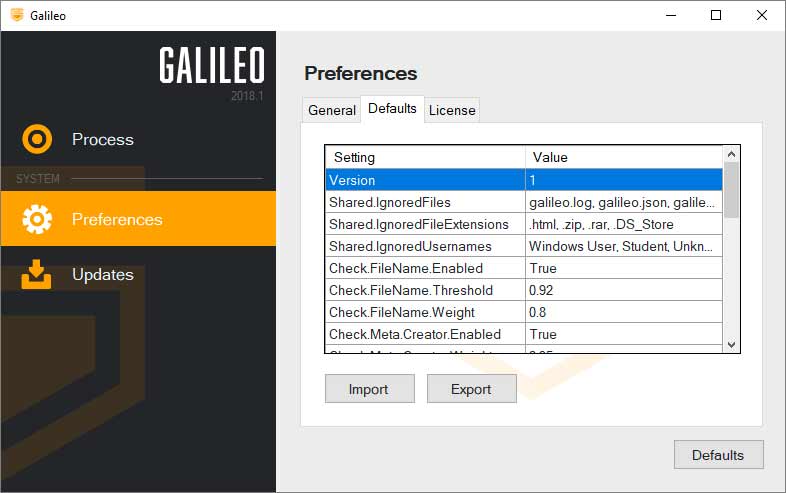 Galileo
GALILEO
2018.1
Process
SYSTEM
Preferences
Updates
Preferences
General Defaults License
Setting Value
Version 1
Shared.IgnoredFiles galileo.log, galileo.json, galile...
Shared.IgnoredFileExtensions .html, .zip, .rar, .DS_Store
Shared.IgnoredUsernames Windows User, Student, Unkn...
Check.FileName.Enabled True
Check.FileName.Threshold 0.92
Check.FileName.Weight 0.8
Check.Meta.Creator.Enabled True
Import Export
Defaults